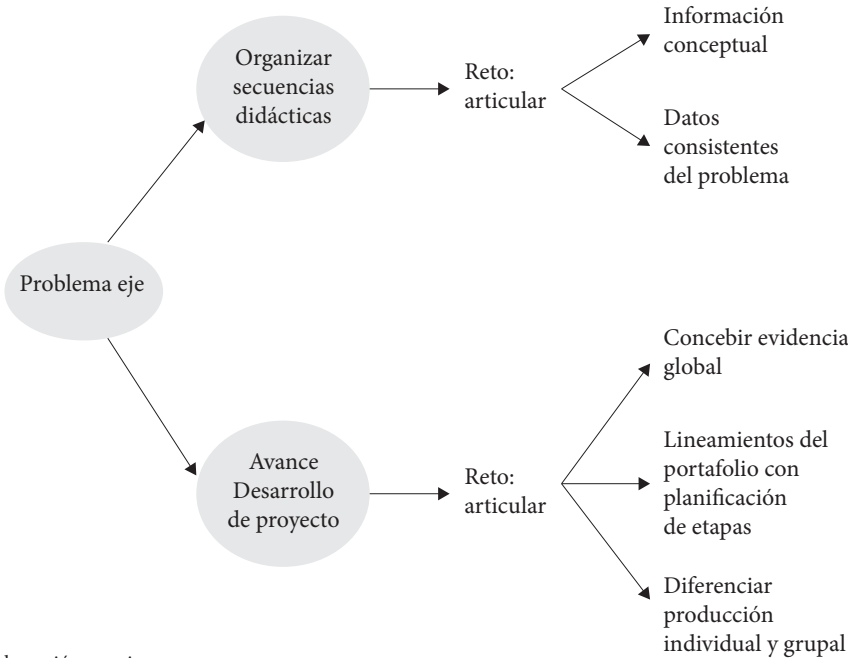 Problema eje
Organizar
secuencias
didácticas
Reto:
articular
Información
conceptual
Datos
consistentes
del problema
Avance
Desarrollo
de proyecto
Reto:
articular
Concebir evidencia
global
Lineamientos del
portafolio con
planificación
de etapas
Diferenciar
producción
individual y grupal